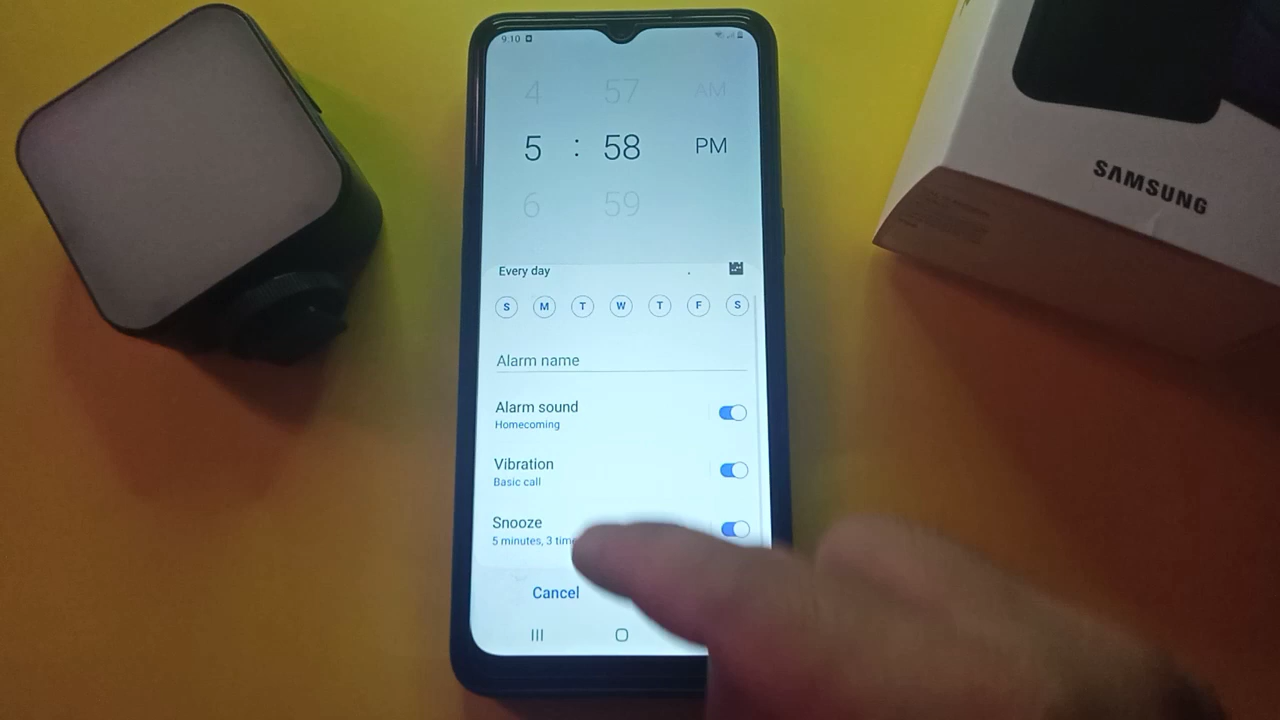 9:10
4 57 AM
5 : 58 PM
6 59
Every day
S M T W T F S
Alarm name
Alarm sound
Homecoming
Vibration
Basic call
Snooze
5 minutes, 3
Cancel
SAMSUNG